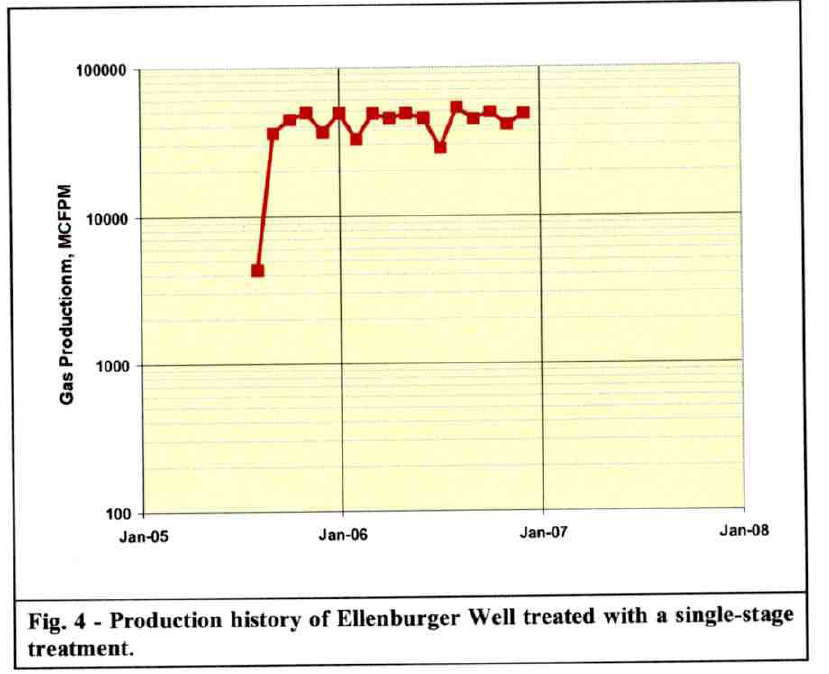 100000
10000
1000
100
Gas Productionm, MCFPM
Jan-05 Jan-06 Jan-07 Jan-08
Fig. 4 - Production history of Ellenburger Well treated with a single-stage
treatment.